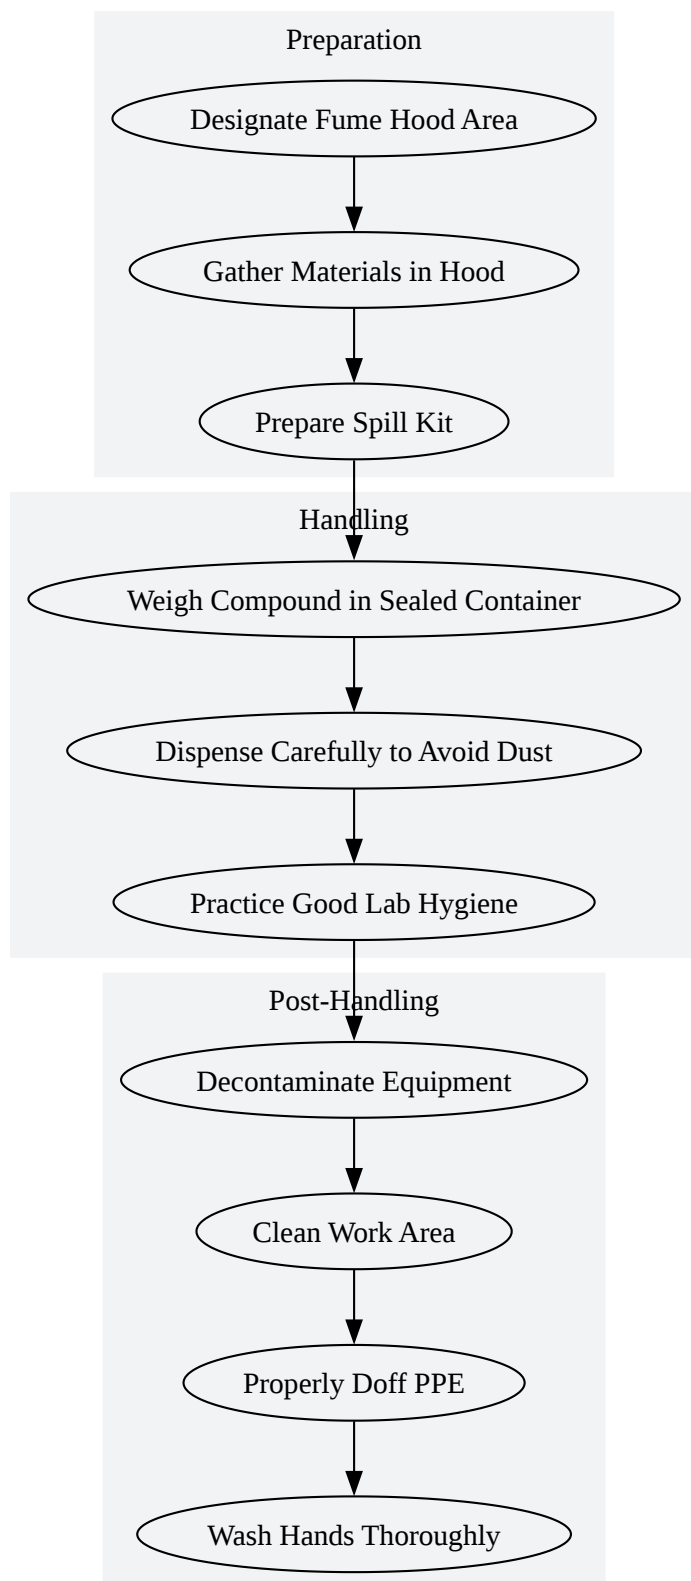 Preparation
Designate Fume Hood Area
Gather Materials in Hood
Prepare Spill Kit
Handling
Weigh Compound in Sealed Container
Dispense Carefully to Avoid Dust
Practice Good Lab Hygiene
Post-Handling
Decontaminate Equipment
Clean Work Area
Properly Doff PPE
Wash Hands Thoroughly